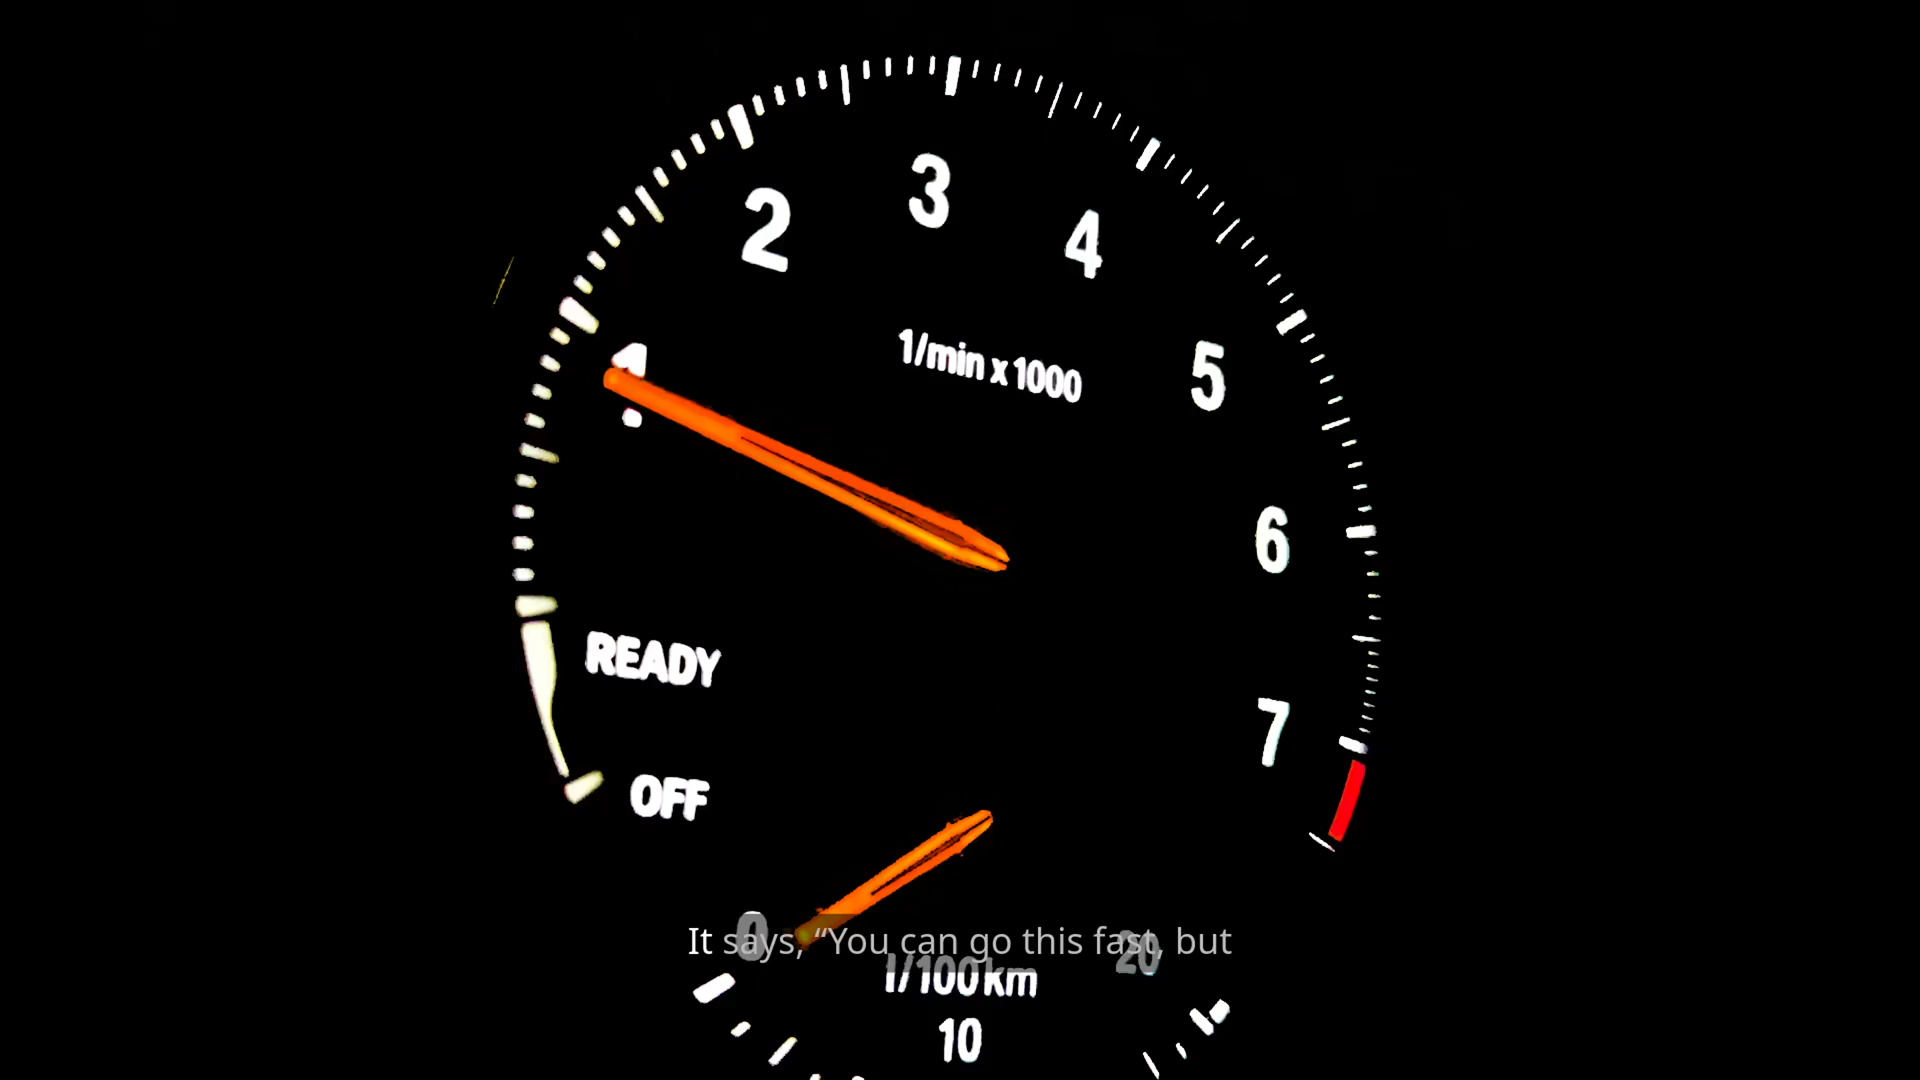 3
2
4
1/min x1000
1
5
6
READY
7
OFF
0
20
It says, “You can go this fast, but
l/100km
10